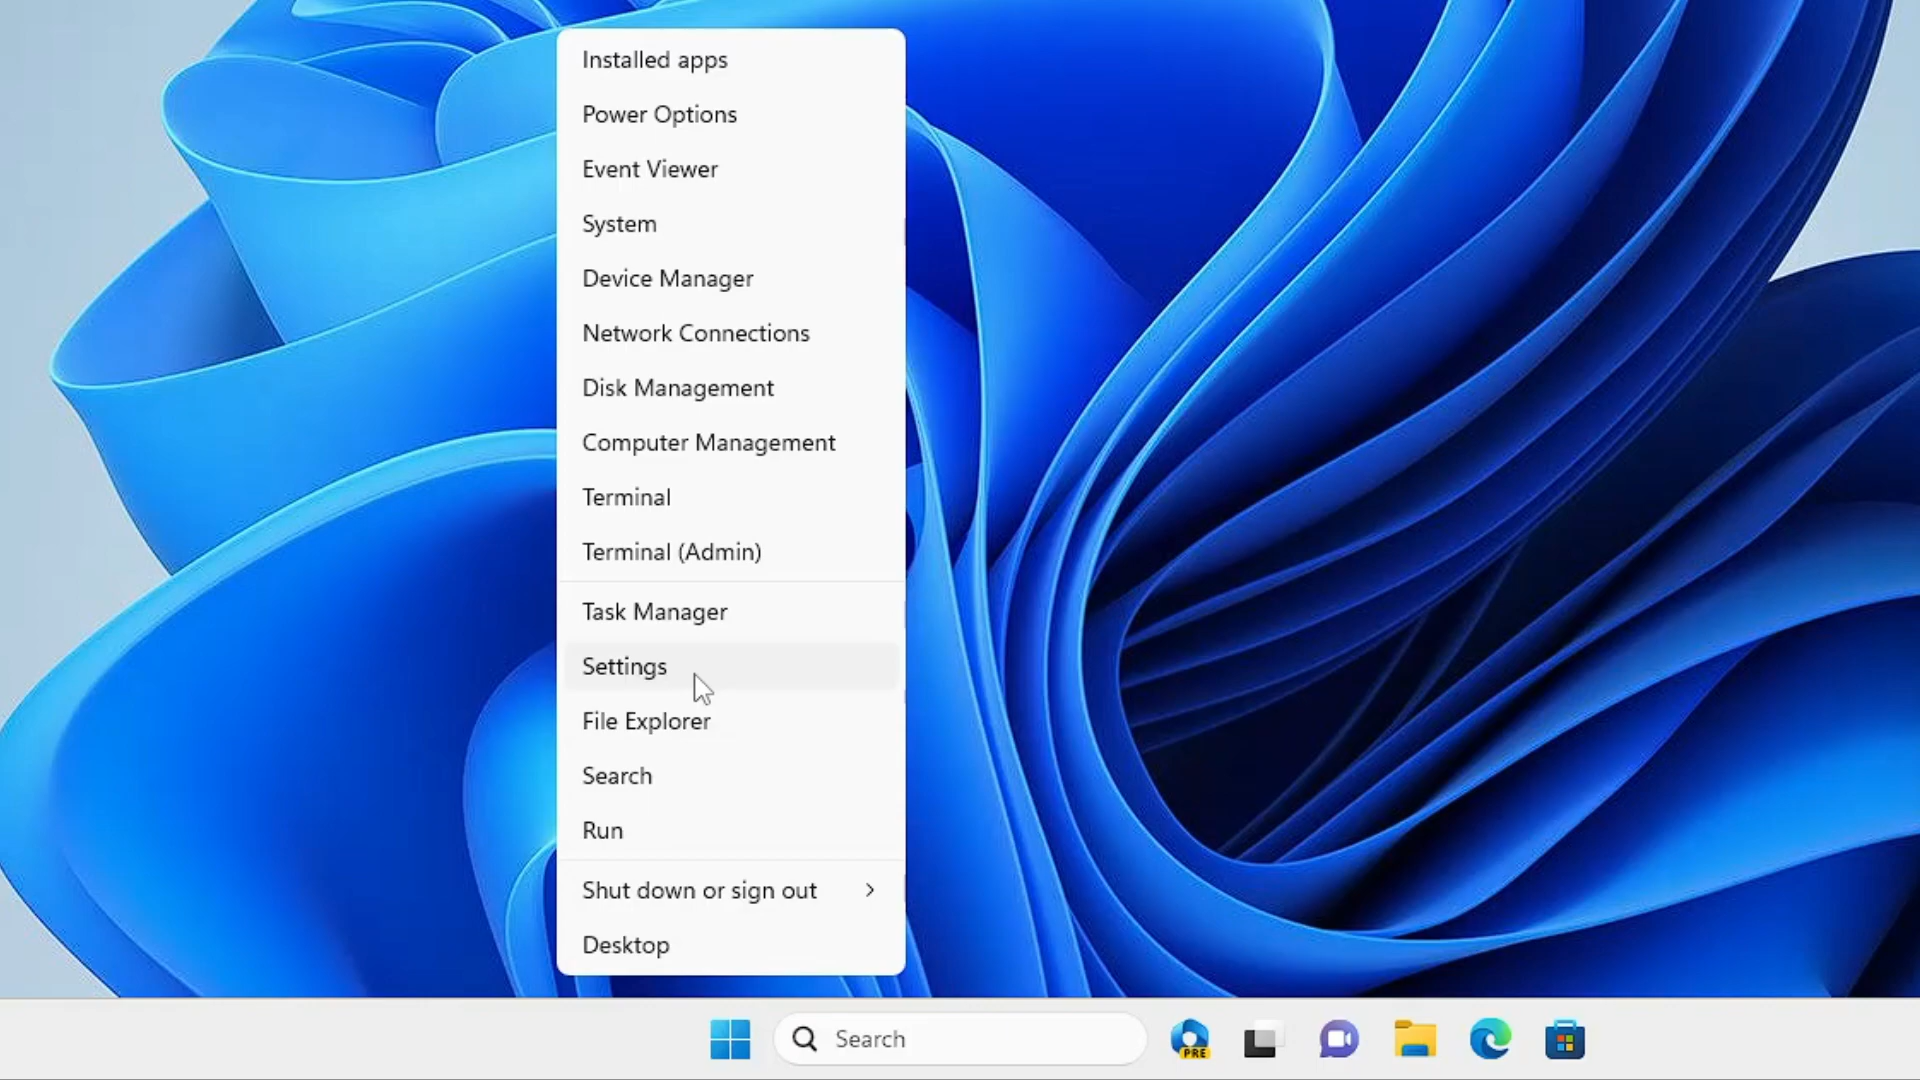 Installed apps
Power Options
Event Viewer
System
Device Manager
Network Connections
Disk Management
Computer Management
Terminal
Terminal (Admin)
Task Manager
Settings
File Explorer
Search
Run
Shut down or sign out
Desktop
Search
PRE